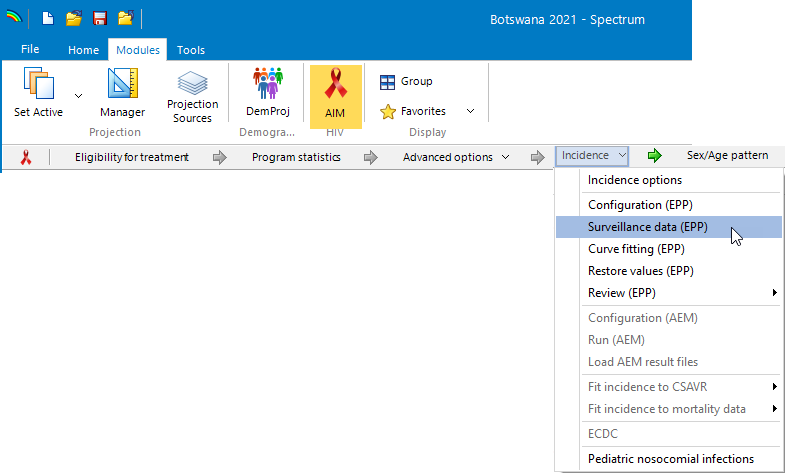 Botswana 2021 - Spectrum
File Home Modules Tools
Set Active
Manager
Projection
Sources
Projection
DemProj
Demogra...
AIM
HIV
Group
Favorites
Display
Eligibility for treatment Program statistics Advanced options Incidence Sex/Age pattern
Incidence options
Configuration (EPP)
Surveillance data (EPP)
Curve fitting (EPP)
Restore values (EPP)
Review (EPP)
Configuration (AEM)
Run (AEM)
Load AEM result files
Fit incidence to CSAVR
Fit incidence to mortality data
ECDC
Pediatric nosocomial infections